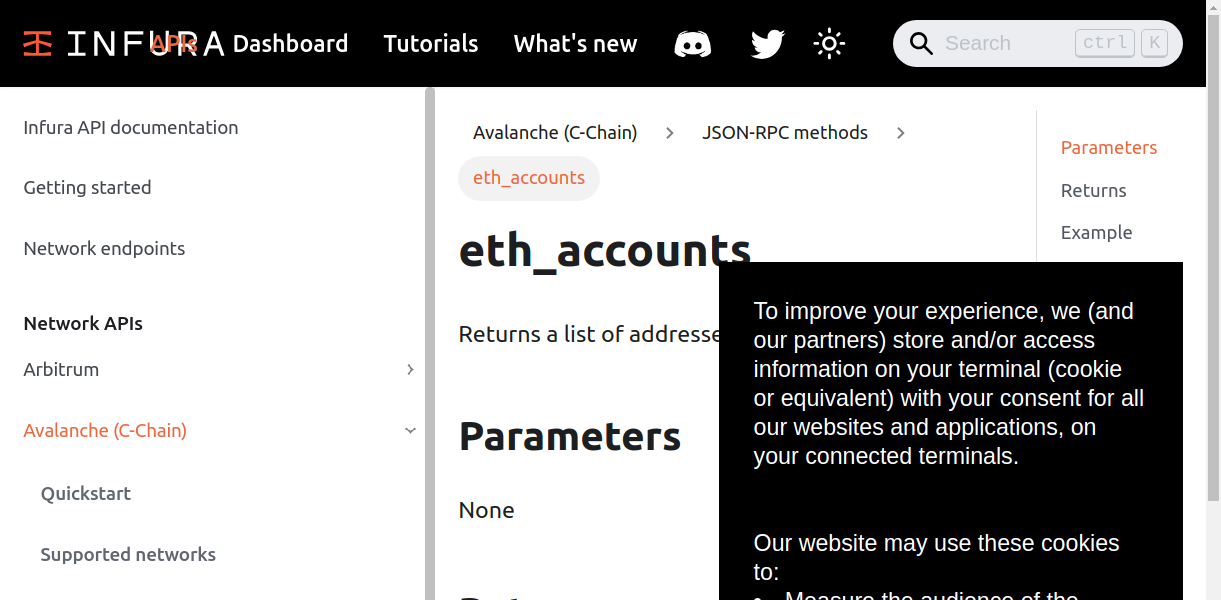 INFURA APIs Dashboard Tutorials What's new Search ctrl K
Infura API documentation
Getting started
Network endpoints
Network APIs
Arbitrum
Avalanche (C-Chain)
Quickstart
Supported networks
Avalanche (C-Chain) > JSON-RPC methods >
eth_accounts
eth_accounts
Returns a list of
Parameters
None
Parameters
Returns
Example
To improve your experience, we (and
our partners) store and/or access
information on your terminal (cookie
or equivalent) with your consent for all
our websites and applications, on
your connected terminals.
Our website may use these cookies
to:
• Measure the audience of the